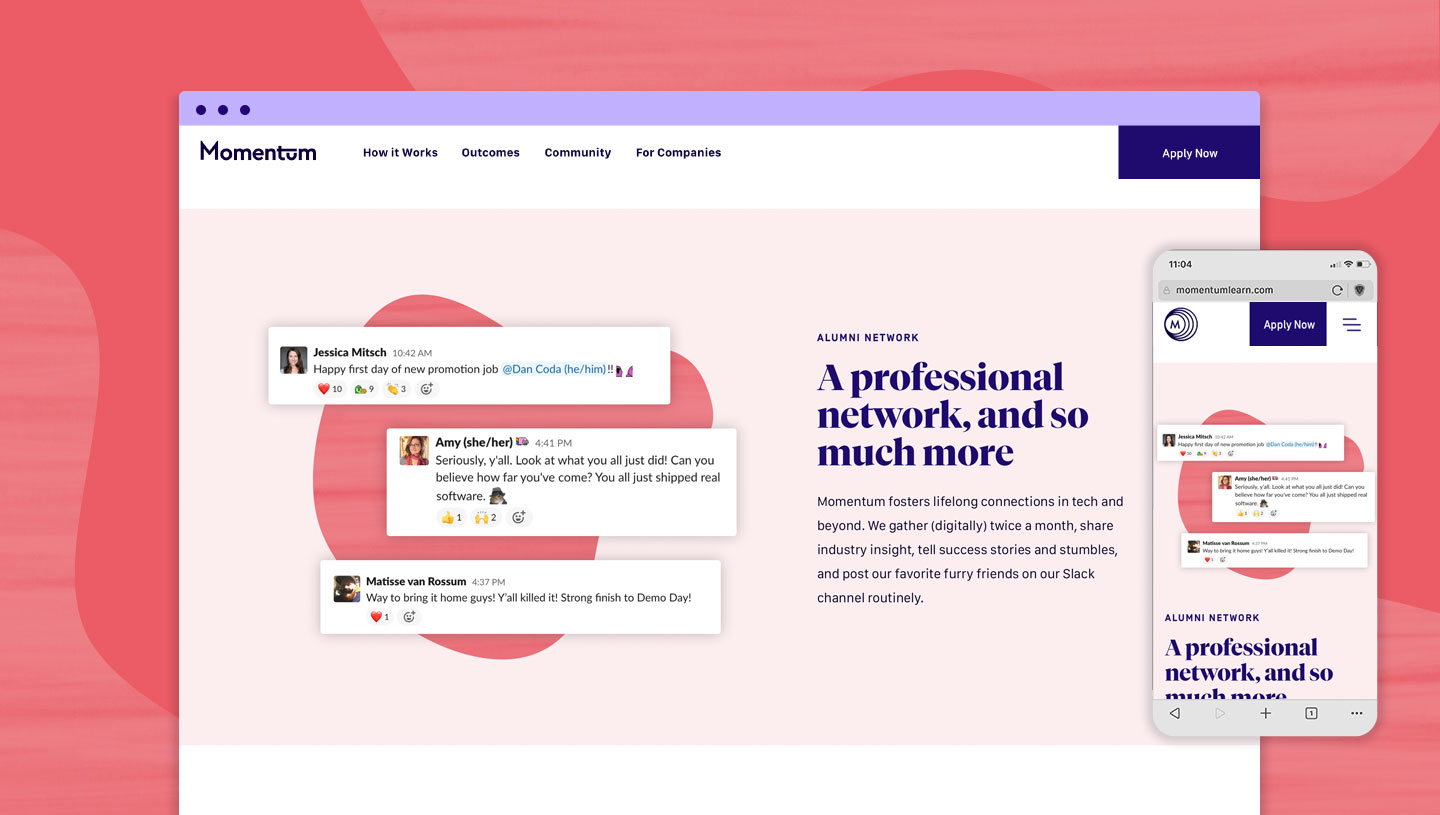 Momentum
How it Works
Outcomes
Community
For Companies
Apply Now
Jessica Mitsch 10:42 AM
Happy first day of new promotion job @Dan Coda (he/him)!!
10 9 3
Amy (she/her) 4:41 PM
Seriously, y'all. Look at what you all just did! Can you
believe how far you've come? You all just shipped real
software.
1 2
Matisse van Rossum 4:37 PM
Way to bring it home guys! Y'all killed it! Strong finish to Demo Day!
1
ALUMNI NETWORK
A professional
network, and so
much more
Momentum fosters lifelong connections in tech and
beyond. We gather (digitally) twice a month, share
industry insight, tell success stories and stumbles,
and post our favorite furry friends on our Slack
channel routinely.
11:04
momentumlearn.com
M
Apply Now
Jessica Mitsch 10:42 AM
Happy first day of new promotion job @Dan Coda (he/him)!!
10 9 3
Amy (she/her) 4:41 PM
Seriously, y'all. Look at what you all just did! Can you
believe how far you've come? You all just shipped real
software.
1 2
Matisse van Rossum 4:37 PM
Way to bring it home guys! Y'all killed it! Strong finish to Demo Day!
1
ALUMNI NETWORK
A professional
network, and so
much more
1